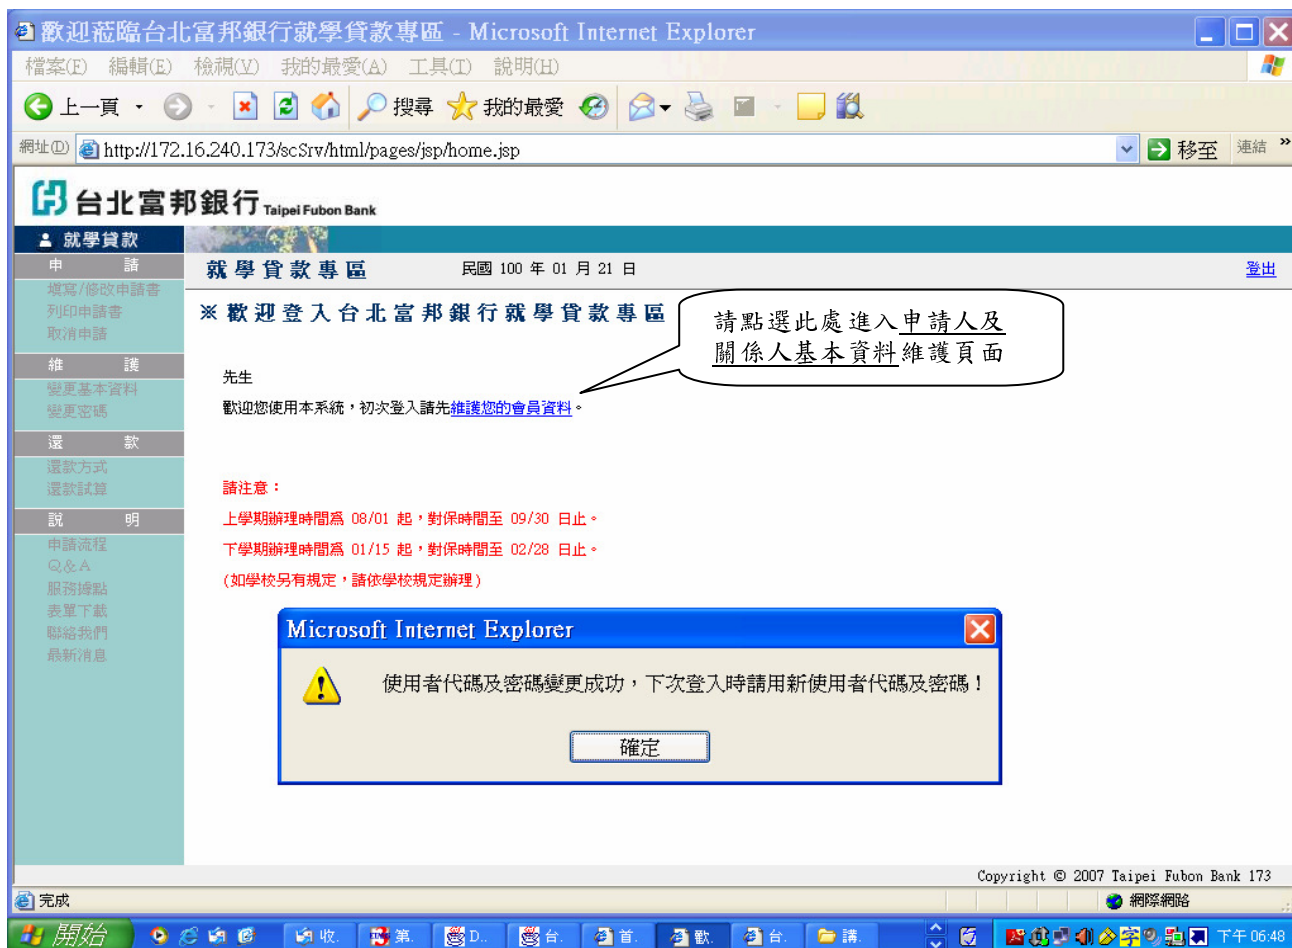 歡迎蒞臨台北富邦銀行就學貸款專區 - Microsoft Internet Explorer
檔案(F) 編輯(E) 檢視(V) 我的最愛(A) 工具(T) 說明(H)
上一頁 搜尋 我的最愛
網址(D) http://172.16.240.173/scSrv/html/pages/jsp/home.jsp 移至 連結 »
台北富邦銀行 Taipei Fubon Bank
就學貸款
申 請
填寫/修改申請書
列印申請書
取消申請
維 護
變更基本資料
變更密碼
還 款
還款方式
還款試算
說 明
申請流程
Q&A
服務據點
表單下載
聯絡我們
最新消息
就學貸款專區 民國 100 年 01 月 21 日 登出
※歡迎登入台北富邦銀行就學貸款專區
請點選此處進入申請人及
關係人基本資料維護頁面
先生
歡迎您使用本系統，初次登入請先維護您的會員資料。
請注意：
上學期辦理時間為 08/01 起，對保時間至 09/30 日止。
下學期辦理時間為 01/15 起，對保時間至 02/28 日止。
(如學校另有規定，請依學校規定辦理)
Microsoft Internet Explorer
使用者代碼及密碼變更成功，下次登入時請用新使用者代碼及密碼！
確定
Copyright © 2007 Taipei Fubon Bank 173
完成 網際網路
開始 收. 第. D.. 台. 首. 歡. 台. 講. 下午 06:48